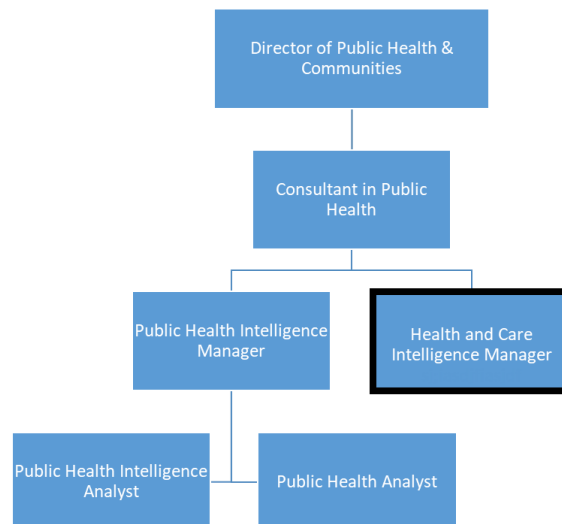 Director of Public Health &
Communities
Consultant in Public
Health
Public Health Intelligence
Manager
Health and Care
Intelligence Manager
Public Health Intelligence
Analyst
Public Health Analyst